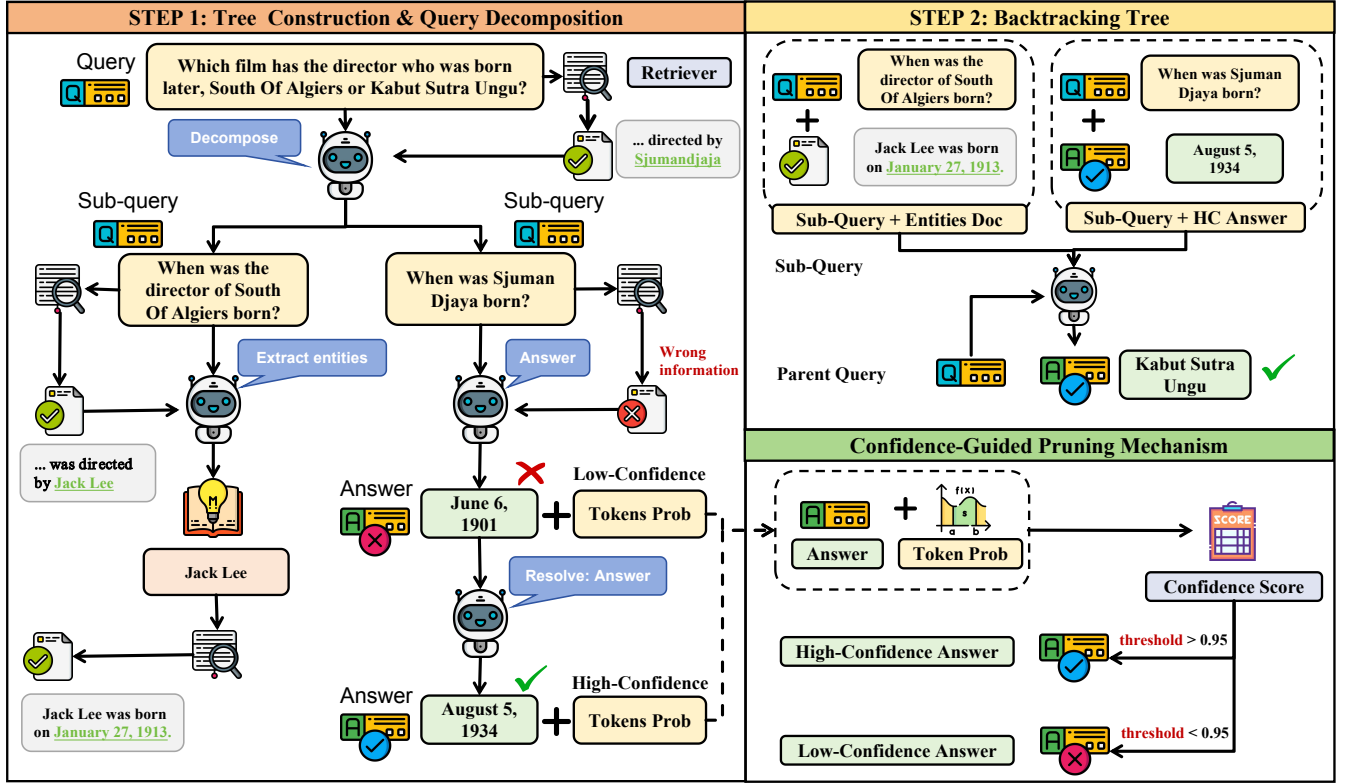 STEP 1: Tree Construction & Query Decomposition
Query
Q
Which film has the director who was born
later, South Of Algiers or Kabut Sutra Ungu?
Retriever
Decompose
... directed by
Sjumandjaja
Sub-query
Q
Sub-query
Q
When was the
director of South
Of Algiers born?
When was Sjuman
Djaya born?
Extract entities
Answer
Wrong
information
... was directed
by Jack Lee
M
Jack Lee
Jack Lee was born
on January 27, 1913.
Answer
A
June 6,
1901
Low-Confidence
Tokens Prob
Resolve: Answer
Answer
A
August 5,
1934
High-Confidence
Tokens Prob
STEP 2: Backtracking Tree
Q
When was the
director of South
Of Algiers born?
Jack Lee was born
on January 27, 1913.
Sub-Query + Entities Doc
Q
When was Sjuman
Djaya born?
A
August 5,
1934
Sub-Query + HC Answer
Sub-Query
Parent Query
Q
A
Kabut Sutra
Ungu
Confidence-Guided Pruning Mechanism
A
Answer
f(X)
S
a
b
Token Prob
SCORE
Confidence Score
High-Confidence Answer
A
threshold > 0.95
Low-Confidence Answer
A
threshold < 0.95